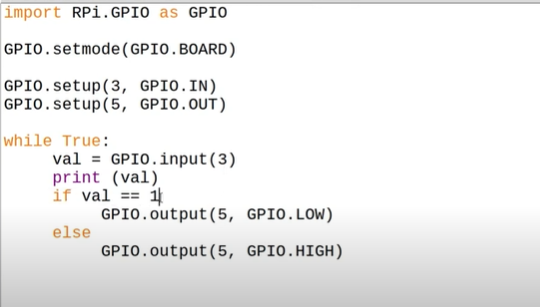 import RPi.GPIO as GPIO
GPIO.setmode(GPIO.BOARD)
GPIO.setup(3, GPIO.IN)
GPIO.setup(5, GPIO.OUT)
while True:
val = GPIO.input(3)
print (val)
if val == 1
GPIO.output(5, GPIO.LOW)
else
GPIO.output(5, GPIO.HIGH)